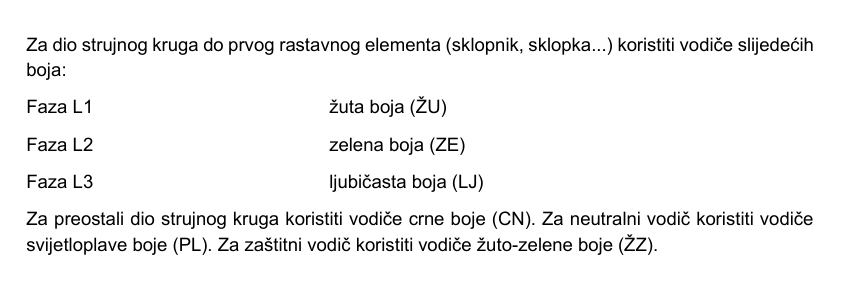 Za dio strujnog kruga do prvog rastavnog elementa (sklopnik, sklopka...) koristiti vodiče slijedećih
boja:
Faza L1 žuta boja (ŽU)
Faza L2 zelena boja (ZE)
Faza L3 ljubičasta boja (LJ)
Za preostali dio strujnog kruga koristiti vodiče crne boje (CN). Za neutralni vodič koristiti vodiče
svijetloplave boje (PL). Za zaštitni vodič koristiti vodiče žuto-zelene boje (ŽZ).